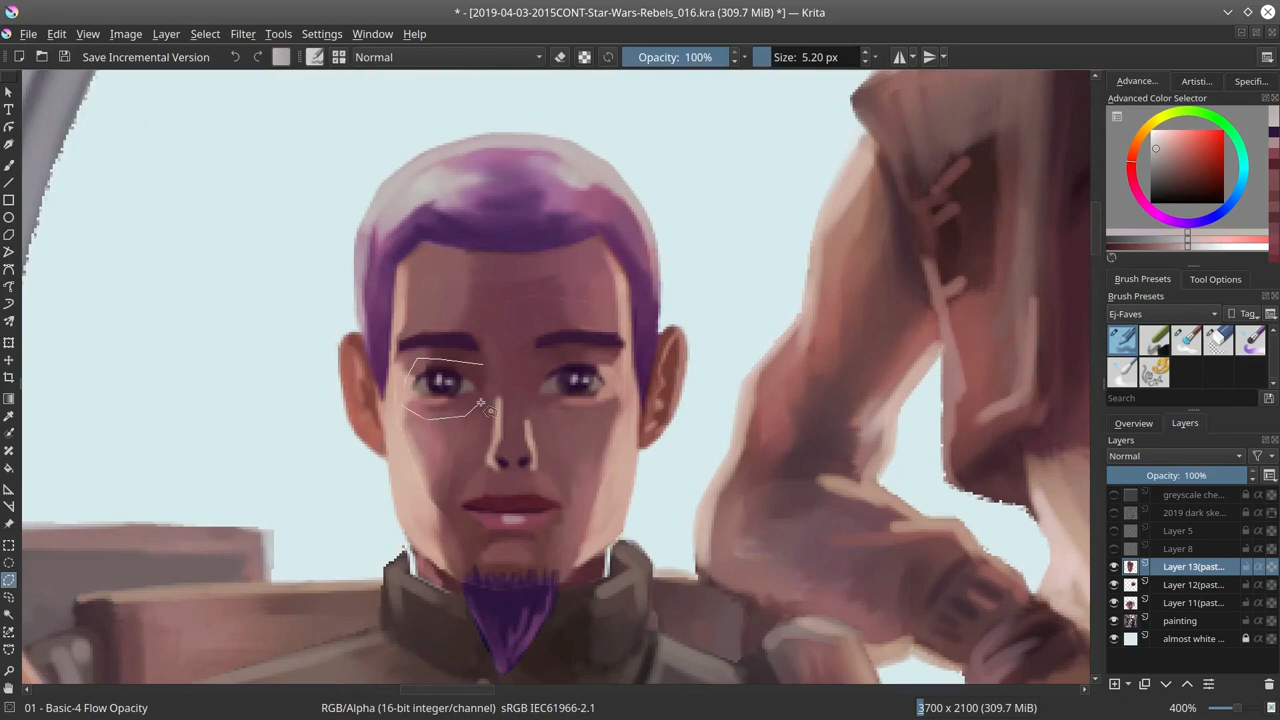 * - [2019-04-03-2015CONT-Star-Wars-Rebels_016.kra (309.7 MiB) *] — Krita
File Edit View Image Layer Select Filter Tools Settings Window Help
Save Incremental Version Normal Opacity: 100% Size: 5.20 px
Advance... Artisti... Specifi...
Advanced Color Selector
Brush Presets Tool Options
Brush Presets
Ej-Faves Tag
Search
Overview Layers
Layers
Normal
Opacity: 100%
greyscale che...
2019 dark ske...
Layer 5
Layer 8
Layer 13(past...
Layer 12(past...
Layer 11(past...
painting
almost white ...
01 - Basic-4 Flow Opacity RGB/Alpha (16-bit integer/channel) sRGB IEC61966-2.1 3700 x 2100 (309.7 MiB) 400%